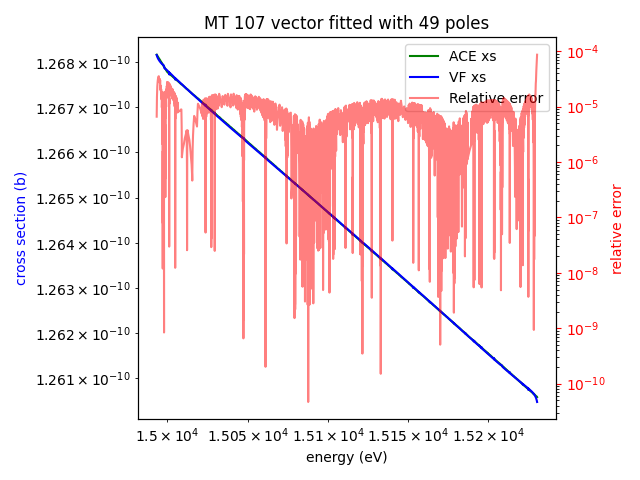 MT 107 vector fitted with 49 poles
ACE xs
VF xs
Relative error
cross section (b)
1.268 × 10⁻¹⁰
1.267 × 10⁻¹⁰
1.266 × 10⁻¹⁰
1.265 × 10⁻¹⁰
1.264 × 10⁻¹⁰
1.263 × 10⁻¹⁰
1.262 × 10⁻¹⁰
1.261 × 10⁻¹⁰
10⁻⁴
10⁻⁵
10⁻⁶
10⁻⁷
10⁻⁸
10⁻⁹
10⁻¹⁰
relative error
1.5 × 10⁴ 1.505 × 10⁴ 1.51 × 10⁴ 1.515 × 10⁴ 1.52 × 10⁴
energy (eV)